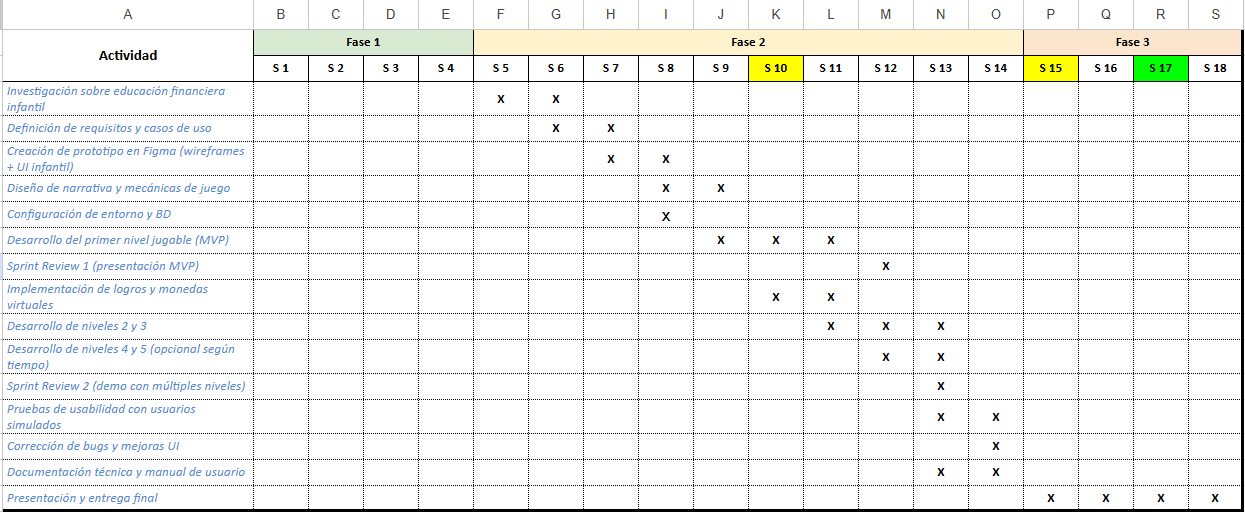 A B C D E F G H I J K L M N O P Q R S
Actividad
Fase 1 Fase 2 Fase 3
S 1 S 2 S 3 S 4 S 5 S 6 S 7 S 8 S 9 S 10 S 11 S 12 S 13 S 14 S 15 S 16 S 17 S 18
Investigación sobre educación financiera
infantil
X X
Definición de requisitos y casos de uso X X
Creación de prototipo en Figma (wireframes
+ UI infantil)
X X
Diseño de narrativa y mecánicas de juego X X
Configuración de entorno y BD X
Desarrollo del primer nivel jugable (MVP) X X X
Sprint Review 1 (presentación MVP) X
Implementación de logros y monedas
virtuales
X X
Desarrollo de niveles 2 y 3 X X X
Desarrollo de niveles 4 y 5 (opcional según
tiempo)
X X
Sprint Review 2 (demo con múltiples niveles) X
Pruebas de usabilidad con usuarios
simulados
X X
Corrección de bugs y mejoras UI X
Documentación técnica y manual de usuario X X
Presentación y entrega final X X X X